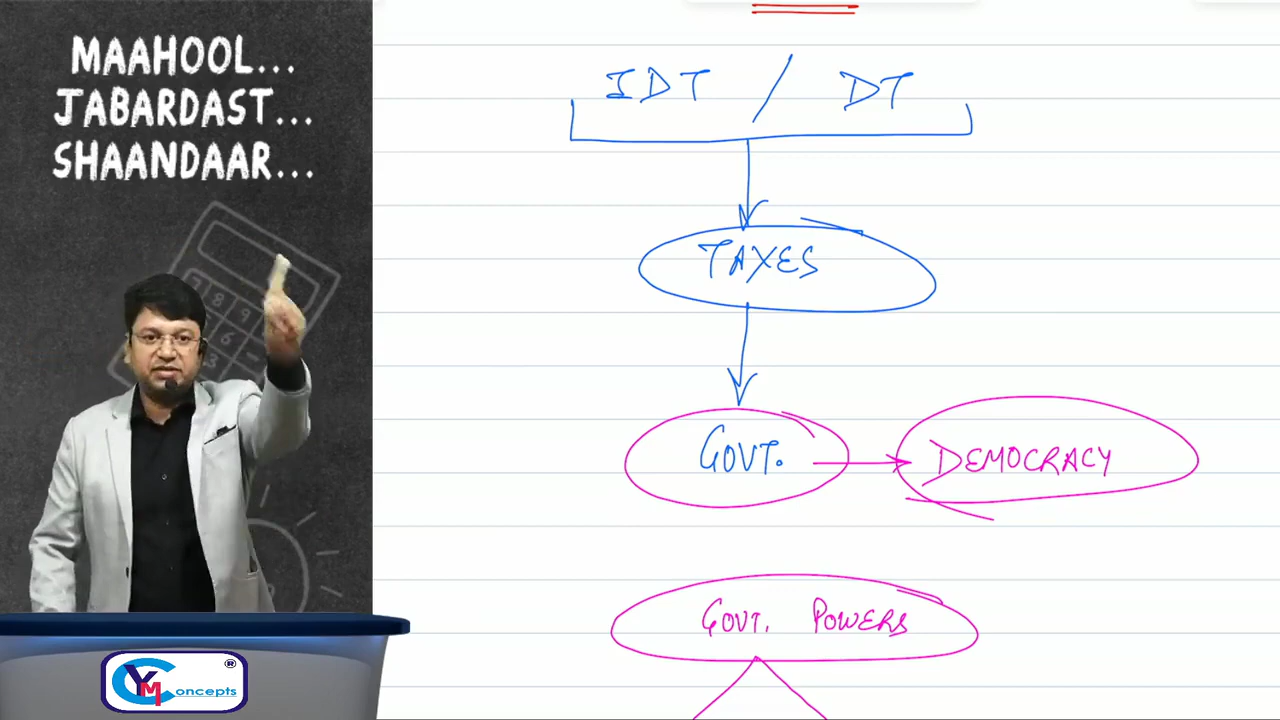 MAAHOOL...
JABARDAST...
SHAANDAAR...
IDT / DT
TAXES
GOVT. DEMOCRACY
GOVT. POWERS
YM Concepts ®